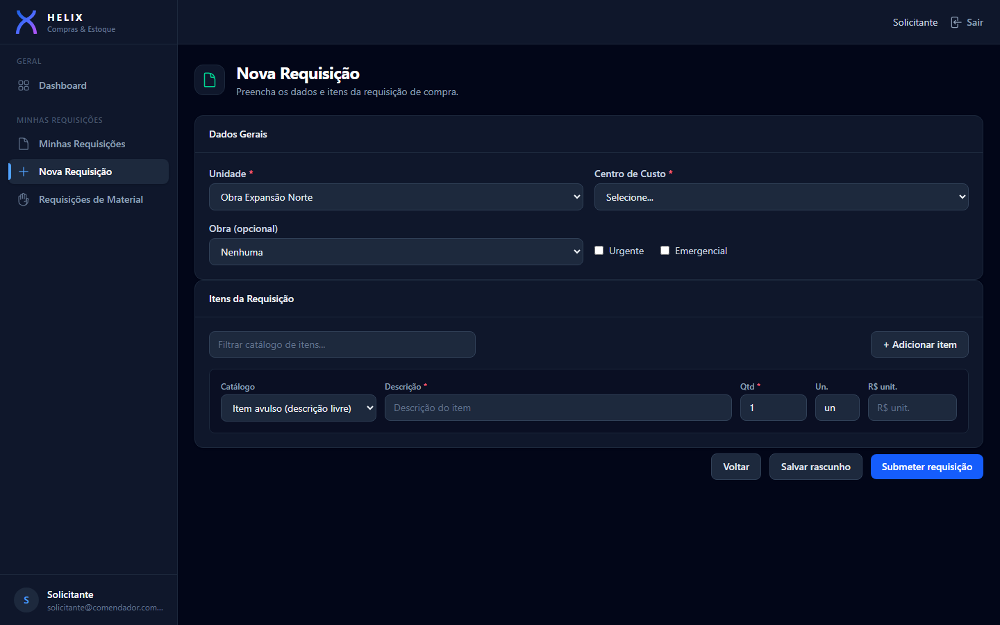 HELIX
Compras & Estoque
Solicitante
Sair
GERAL
Dashboard
MINHAS REQUISIÇÕES
Minhas Requisições
Nova Requisição
Requisições de Material
Nova Requisição
Preencha os dados e itens da requisição de compra.
Dados Gerais
Unidade *
Centro de Custo *
Obra Expansão Norte
Selecione...
Obra (opcional)
Nenhuma
Urgente
Emergencial
Itens da Requisição
Filtrar catálogo de itens...
+ Adicionar item
Catálogo
Descrição *
Qtd *
Un.
R$ unit.
Item avulso (descrição livre)
Descrição do item
1
un
R$ unit.
Voltar
Salvar rascunho
Submeter requisição
S
Solicitante
solicitante@comendador.com...